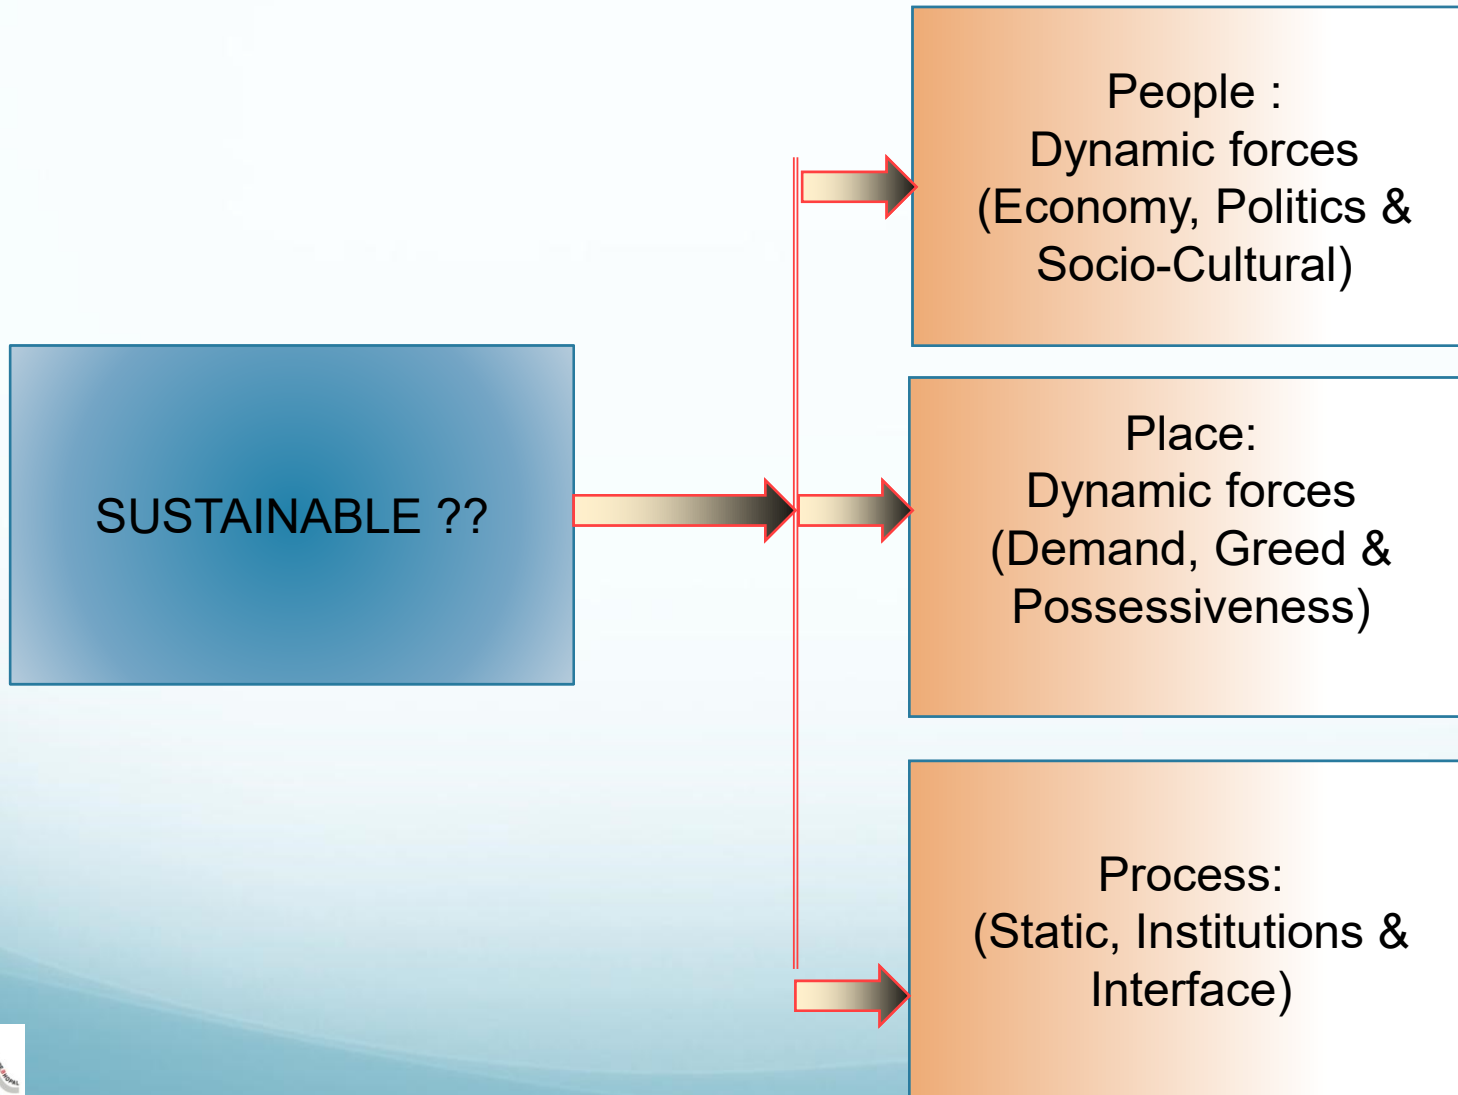 People :
Dynamic forces
(Economy, Politics &
Socio-Cultural)
SUSTAINABLE ??
Place:
Dynamic forces
(Demand, Greed &
Possessiveness)
Process:
(Static, Institutions &
Interface)